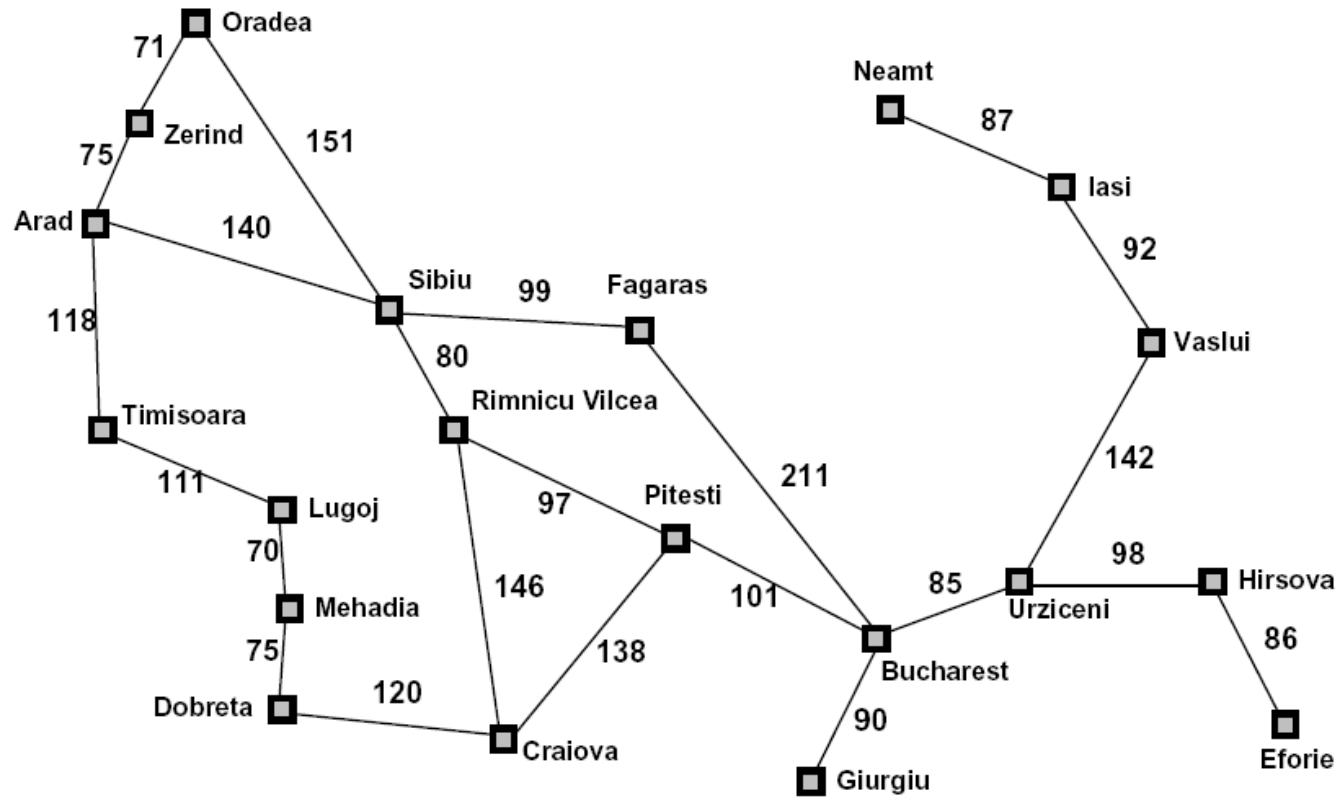 Oradea
71
Neamt
87
Zerind
151
75
Iasi
Arad
140
92
Sibiu
99
Fagaras
118
80
Vaslui
Rimnicu Vilcea
Timisoara
142
211
111
Pitesti
97
Lugoj
70
98
Hirsova
146
101
85
Urziceni
Mehadia
86
75
138
Bucharest
120
Dobreta
90
Craiova
Eforie
Giurgiu